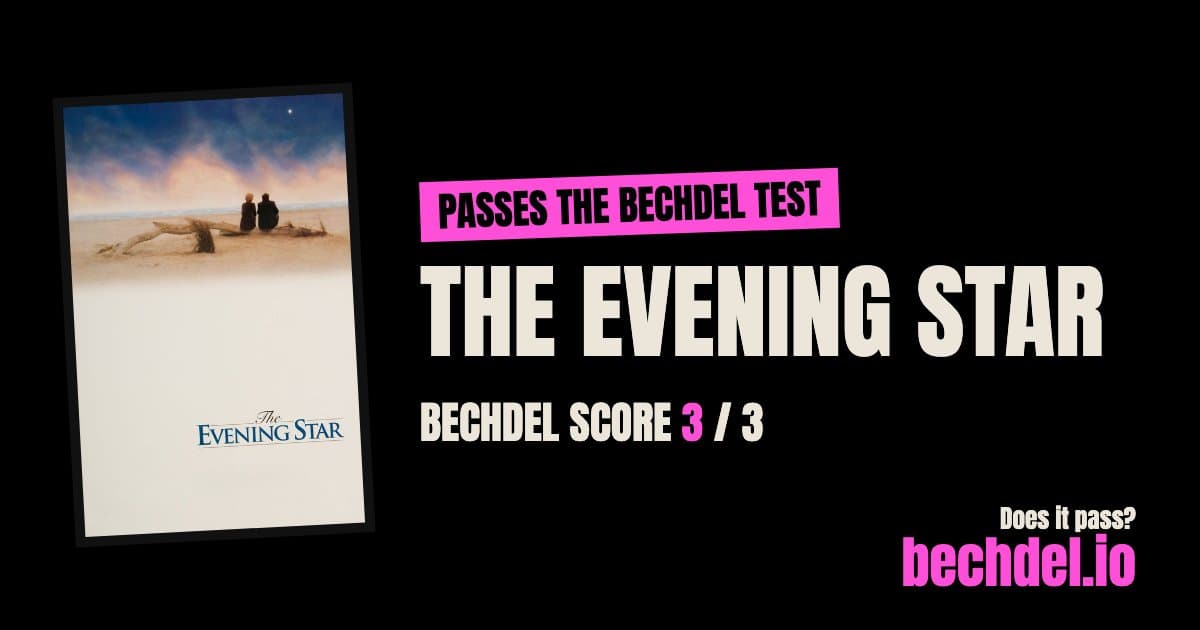 PASSES THE BECHDEL TEST
THE EVENING STAR
BECHDEL SCORE 3 / 3
The
EVENING STAR
Does it pass?
bechdel.io